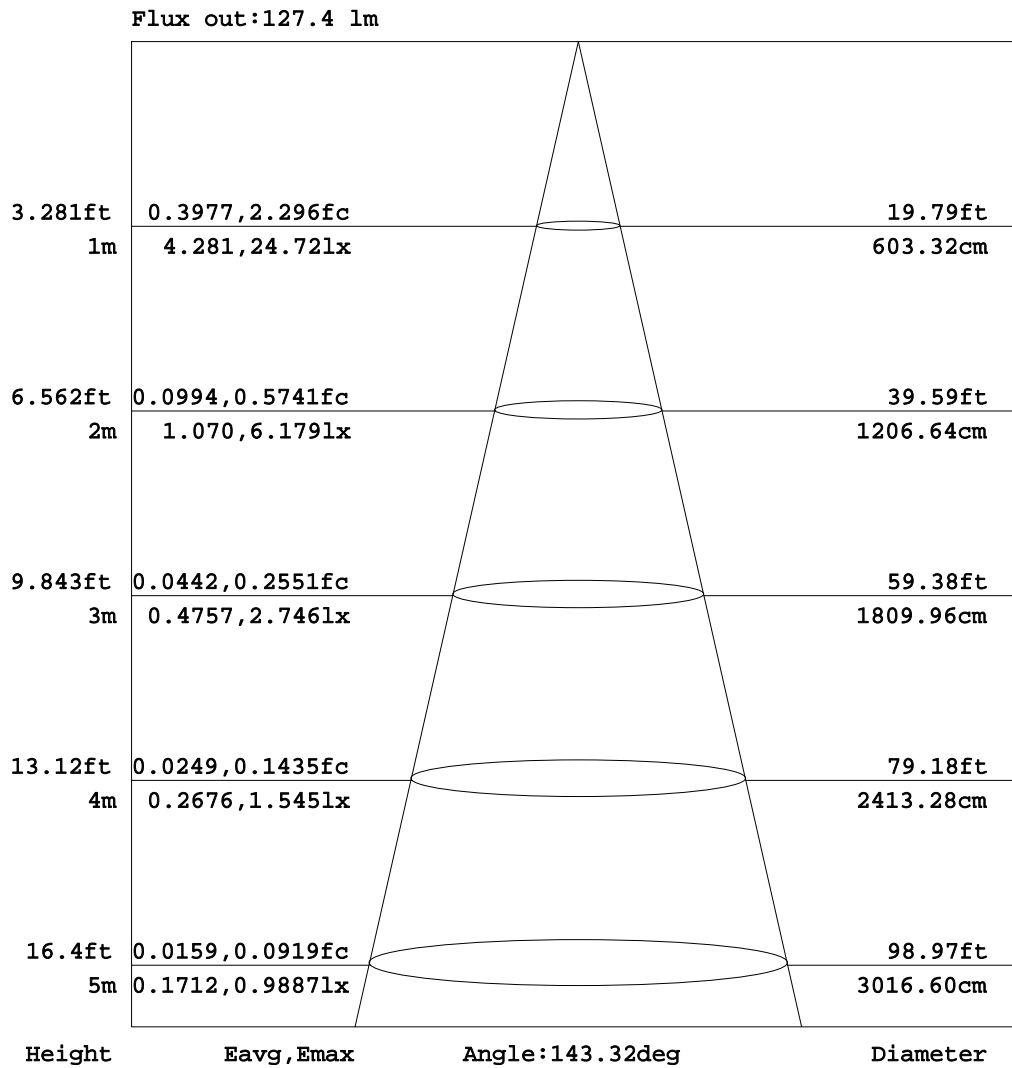 Flux out:127.4 lm
3.281ft 0.3977,2.296fc 19.79ft
1m 4.281,24.72lx 603.32cm
6.562ft 0.0994,0.5741fc 39.59ft
2m 1.070,6.179lx 1206.64cm
9.843ft 0.0442,0.2551fc 59.38ft
3m 0.4757,2.746lx 1809.96cm
13.12ft 0.0249,0.1435fc 79.18ft
4m 0.2676,1.545lx 2413.28cm
16.4ft 0.0159,0.0919fc 98.97ft
5m 0.1712,0.9887lx 3016.60cm
Height Eavg,Emax Angle:143.32deg Diameter